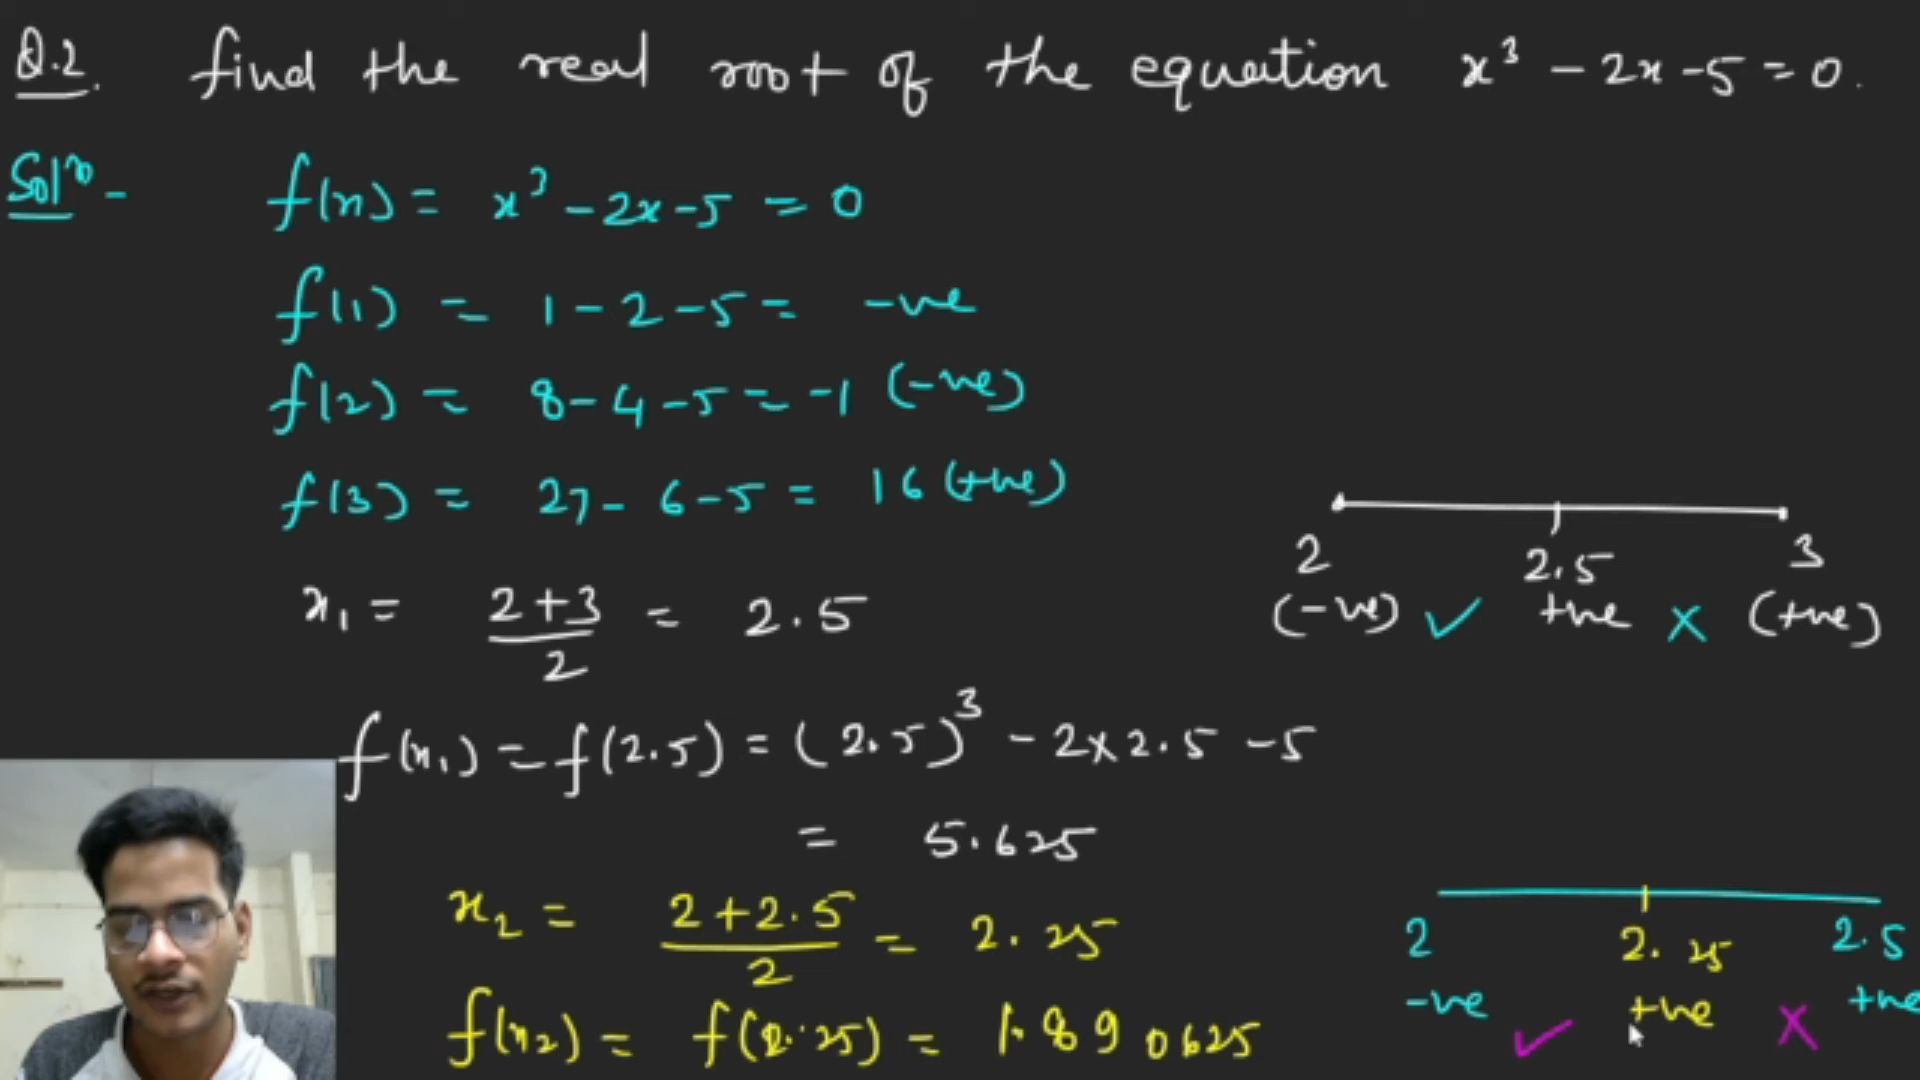 Q.2. find the real root of the equation x³ - 2x - 5 = 0.
Solⁿ - f(x) = x³ - 2x - 5 = 0
f(1) = 1 - 2 - 5 = -ve
f(2) = 8 - 4 - 5 = -1 (-ve)
f(3) = 27 - 6 - 5 = 16 (+ve)
2 2.5 3
(-ve) ✓ +ve ✗ (+ve)
x₁ = (2+3)/2 = 2.5
f(x₁) = f(2.5) = (2.5)³ - 2×2.5 - 5
= 5.625
x₂ = (2+2.5)/2 = 2.25
f(x₂) = f(2.25) = 1.890625
2 2.25 2.5
-ve ✓ +ve ✗ +ve